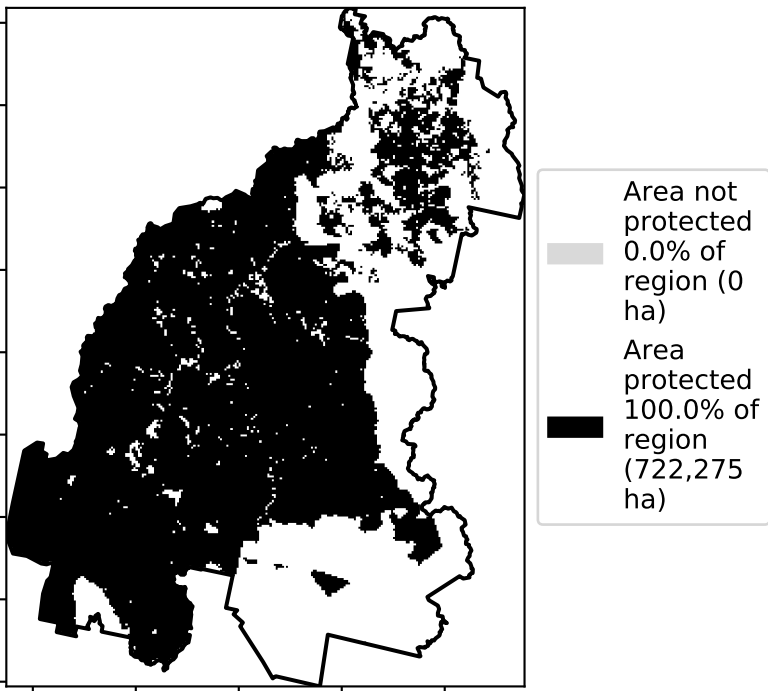 Area not
protected
0.0% of
region (0
ha)
Area
protected
100.0% of
region
(722,275
ha)